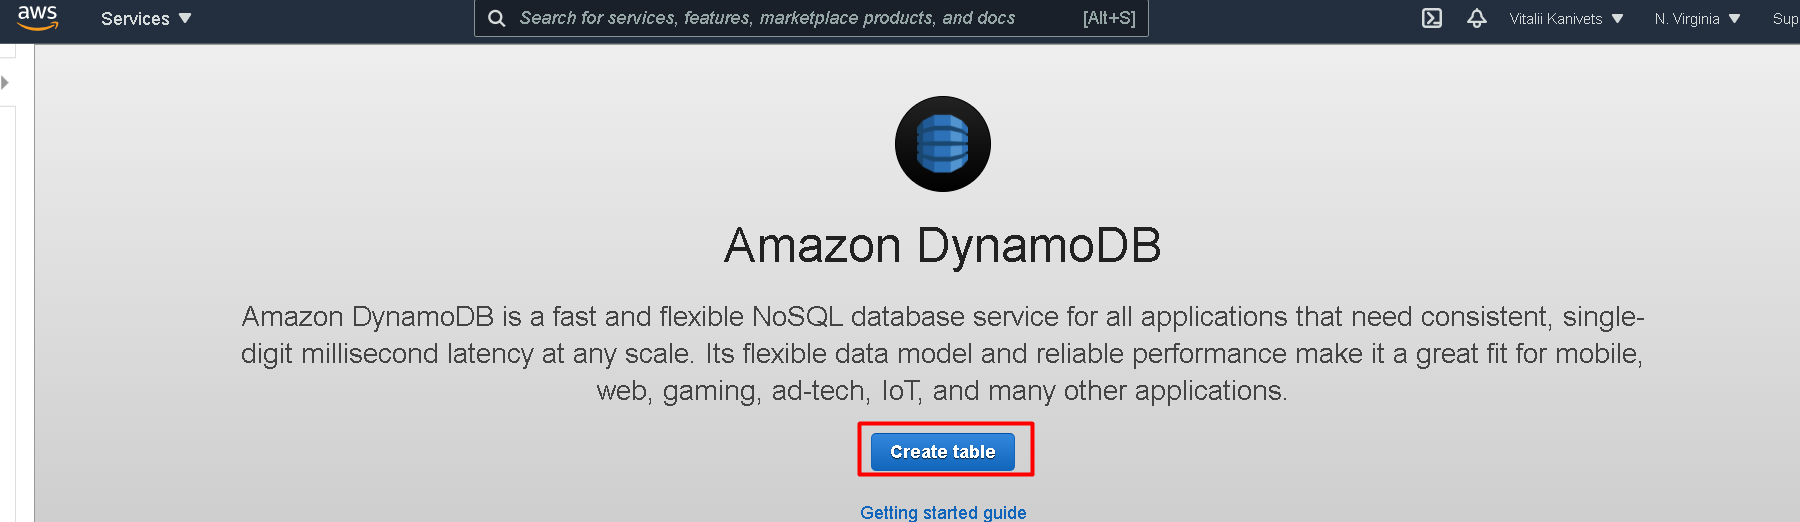 aws
Services
Search for services, features, marketplace products, and docs
[Alt+S]
Vitalii Kanivets
N. Virginia
Sup
Amazon DynamoDB
Amazon DynamoDB is a fast and flexible NoSQL database service for all applications that need consistent, single-
digit millisecond latency at any scale. Its flexible data model and reliable performance make it a great fit for mobile,
web, gaming, ad-tech, IoT, and many other applications.
Create table
Getting started guide